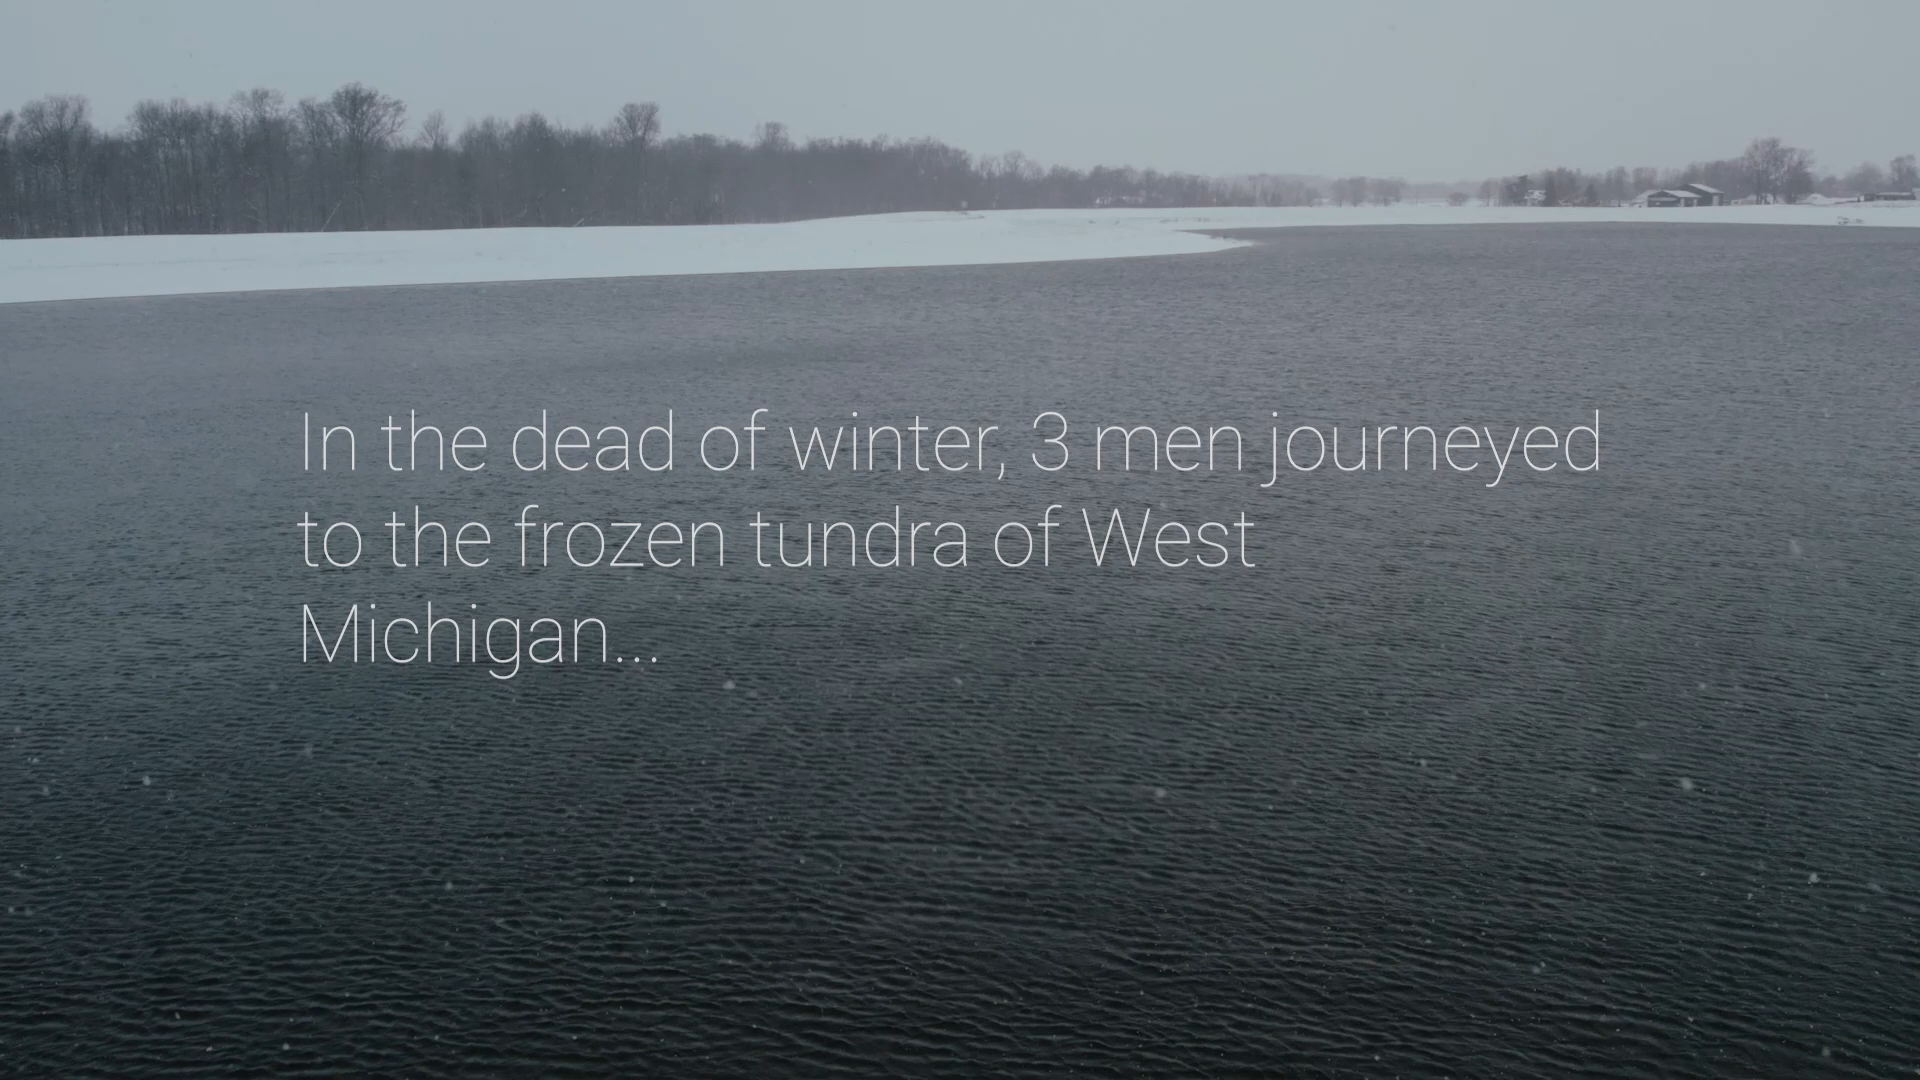 In the dead of winter, 3 men journeyed
to the frozen tundra of West
Michigan...